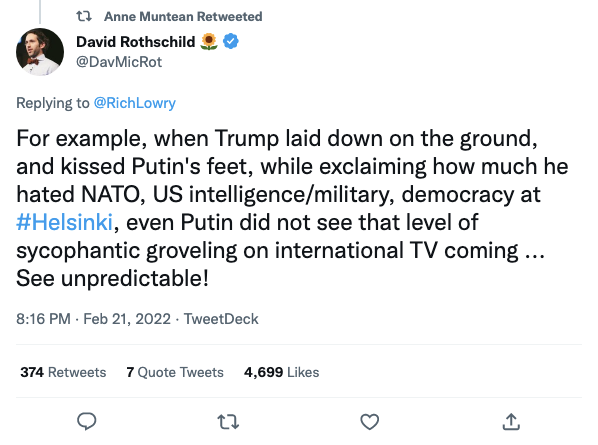 Anne Muntean Retweeted
David Rothschild 🌻
@DavMicRot
Replying to @RichLowry
For example, when Trump laid down on the ground,
and kissed Putin's feet, while exclaiming how much he
hated NATO, US intelligence/military, democracy at
#Helsinki, even Putin did not see that level of
sycophantic groveling on international TV coming ...
See unpredictable!
8:16 PM · Feb 21, 2022 · TweetDeck
374 Retweets 7 Quote Tweets 4,699 Likes